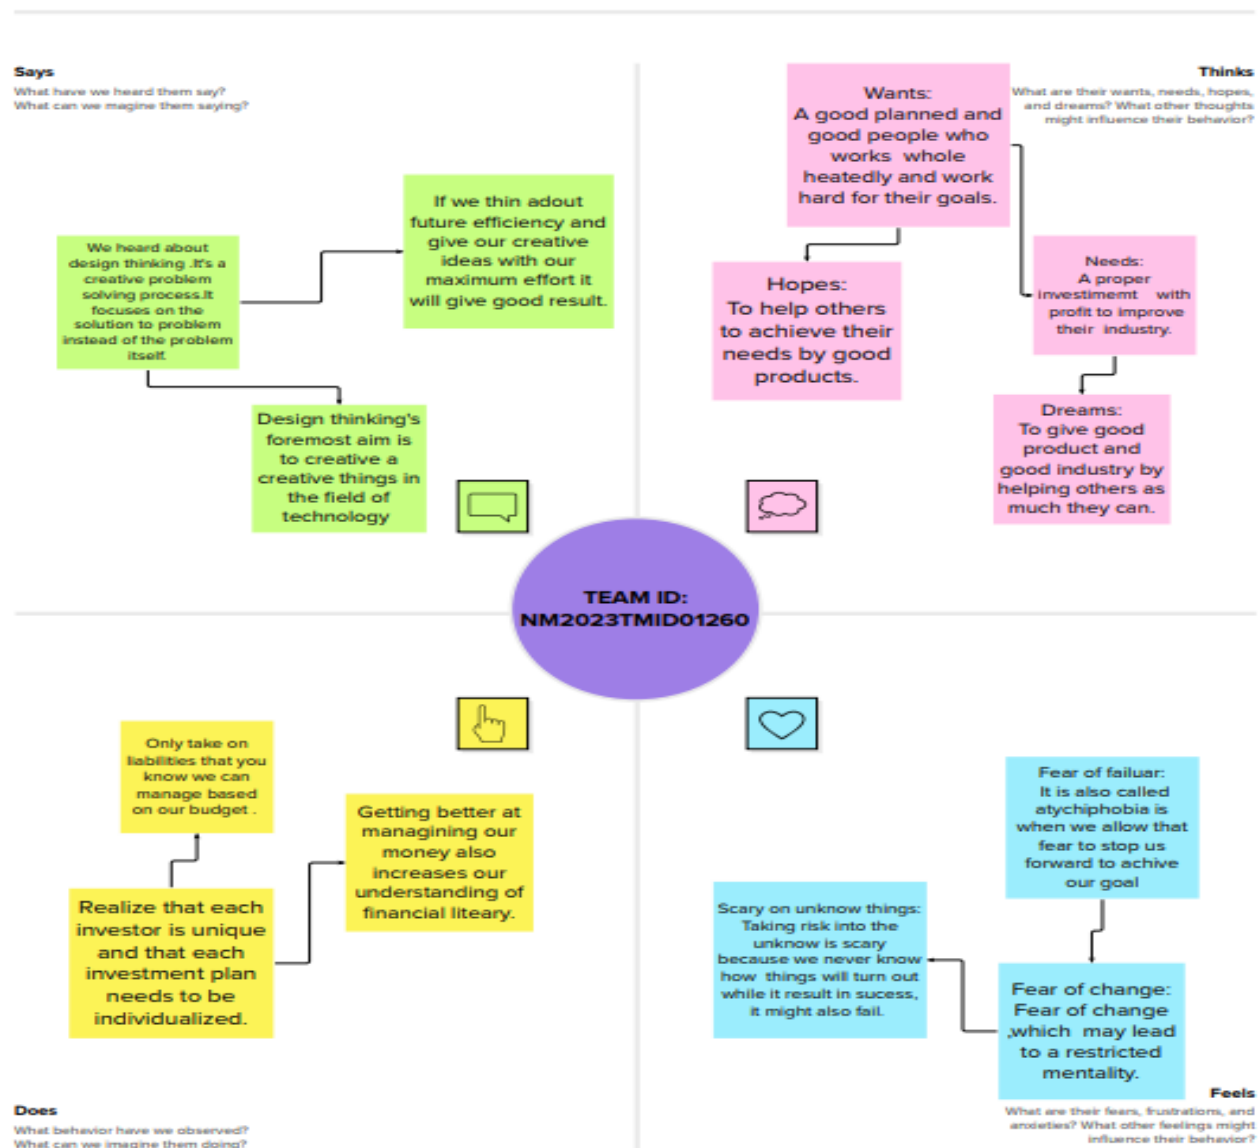 Says
What have we heard them say?
What can we magine them saying?
We heard about
design thinking .It's a
creative problem
solving process.It
focuses on the
solution to problem
instead of the problem
itself.
If we thin adout
future efficiency and
give our creative
ideas with our
maximum effort it
will give good result.
Design thinking's
foremost aim is
to creative a
creative things in
the field of
technology
Thinks
What are their wants, needs, hopes,
and dreams? What other thoughts
might influence their behavior?
Wants:
A good planned and
good people who
works whole
heatedly and work
hard for their goals.
Hopes:
To help others
to achieve their
needs by good
products.
Needs:
A proper
investimemt with
profit to improve
their industry.
Dreams:
To give good
product and
good industry by
helping others as
much they can.
TEAM ID:
NM2023TMID01260
Only take on
liabilities that you
know we can
manage based
on our budget .
Getting better at
managining our
money also
increases our
understanding of
financial liteary.
Realize that each
investor is unique
and that each
investment plan
needs to be
individualized.
Does
What behavior have we observed?
What can we imagine them doing?
Fear of failuar:
It is also called
atychiphobia is
when we allow that
fear to stop us
forward to achive
our goal
Scary on unknow things:
Taking risk into the
unknow is scary
because we never know
how things will turn out
while it result in sucess,
it might also fail.
Fear of change:
Fear of change
,which may lead
to a restricted
mentality.
Feels
What are their fears, frustrations, and
anxieties? What other feelings might
influence their behavior?